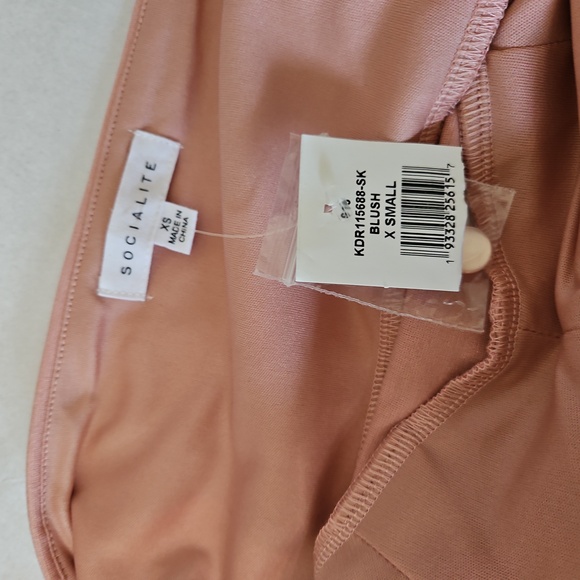 SOCIALITE
XS
MADE IN
CHINA
KDR115688-SK
BLUSH
X SMALL
1 93328 25615 7